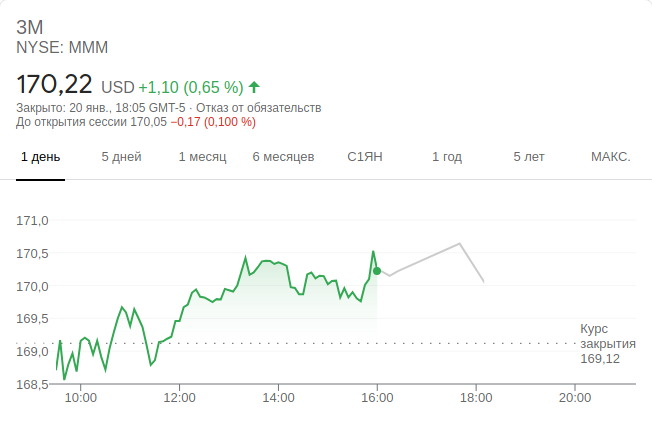 3M
NYSE: MMM
170,22 USD +1,10 (0,65 %)
Закрыто: 20 янв., 18:05 GMT-5 · Отказ от обязательств
До открытия сессии 170,05 −0,17 (0,100 %)
1 день 5 дней 1 месяц 6 месяцев С1ЯН 1 год 5 лет МАКС.
171,0
170,5
170,0
169,5
169,0
168,5
Курс
закрытия
169,12
10:00 12:00 14:00 16:00 18:00 20:00